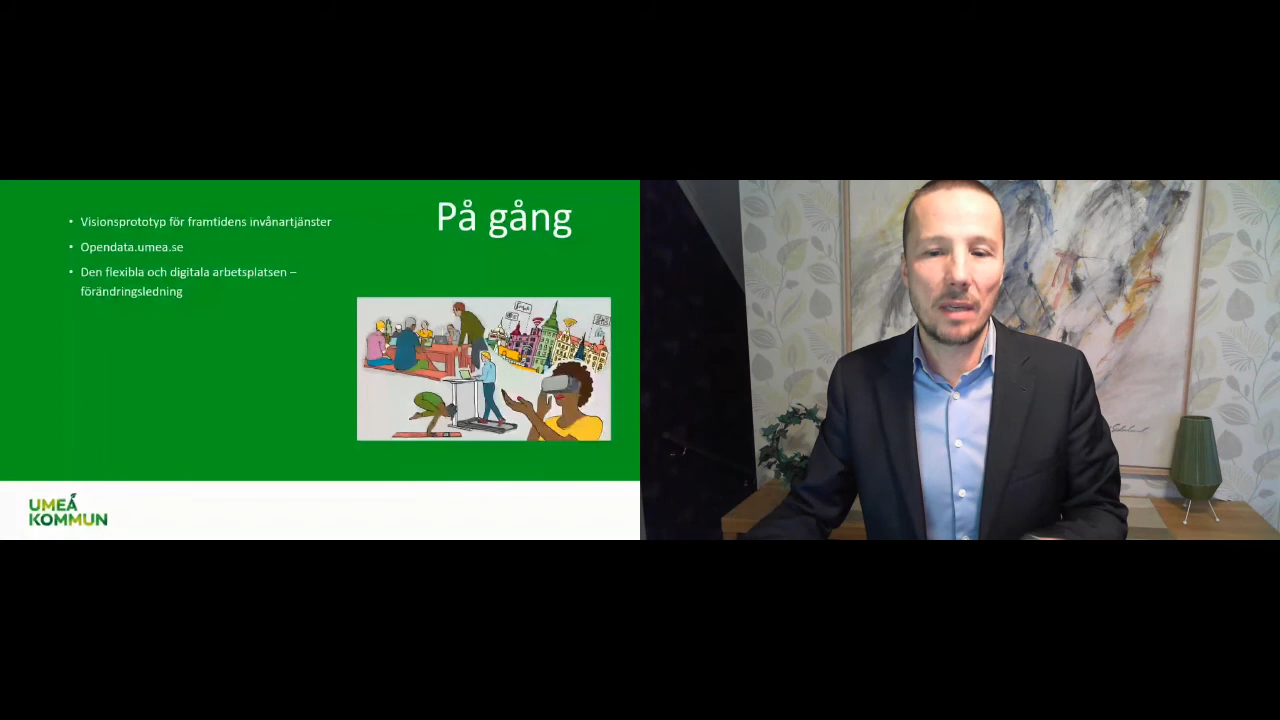 På gång
• Visionsprototyp för framtidens invånartjänster
• Opendata.umea.se
• Den flexibla och digitala arbetsplatsen –
förändringsledning
UMEÅ
KOMMUN